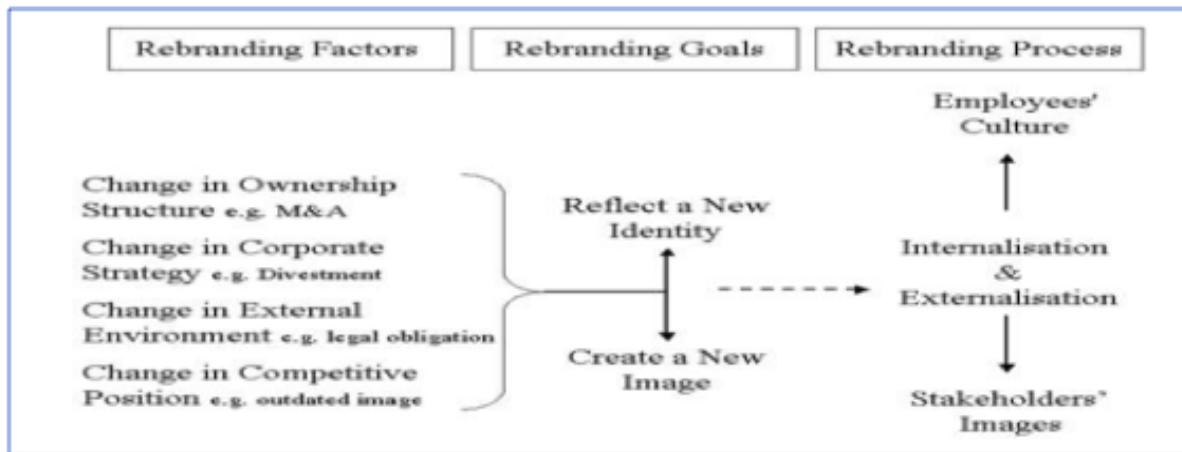 Rebranding Factors
Rebranding Goals
Rebranding Process
Change in Ownership
Structure e.g. M&A
Change in Corporate
Strategy e.g. Divestment
Change in External
Environment e.g. legal obligation
Change in Competitive
Position e.g. outdated image
Reflect a New
Identity
Create a New
Image
Employees'
Culture
Internalisation
&
Externalisation
Stakeholders'
Images